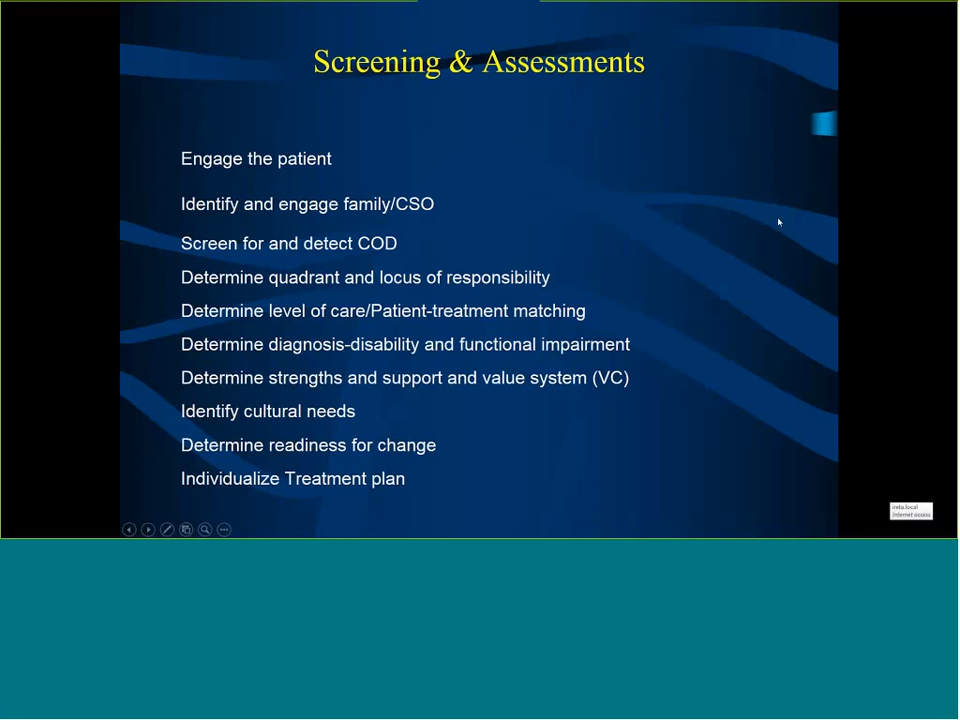 Screening & Assessments
Engage the patient
Identify and engage family/CSO
Screen for and detect COD
Determine quadrant and locus of responsibility
Determine level of care/Patient-treatment matching
Determine diagnosis-disability and functional impairment
Determine strengths and support and value system (VC)
Identify cultural needs
Determine readiness for change
Individualize Treatment plan
Internet access